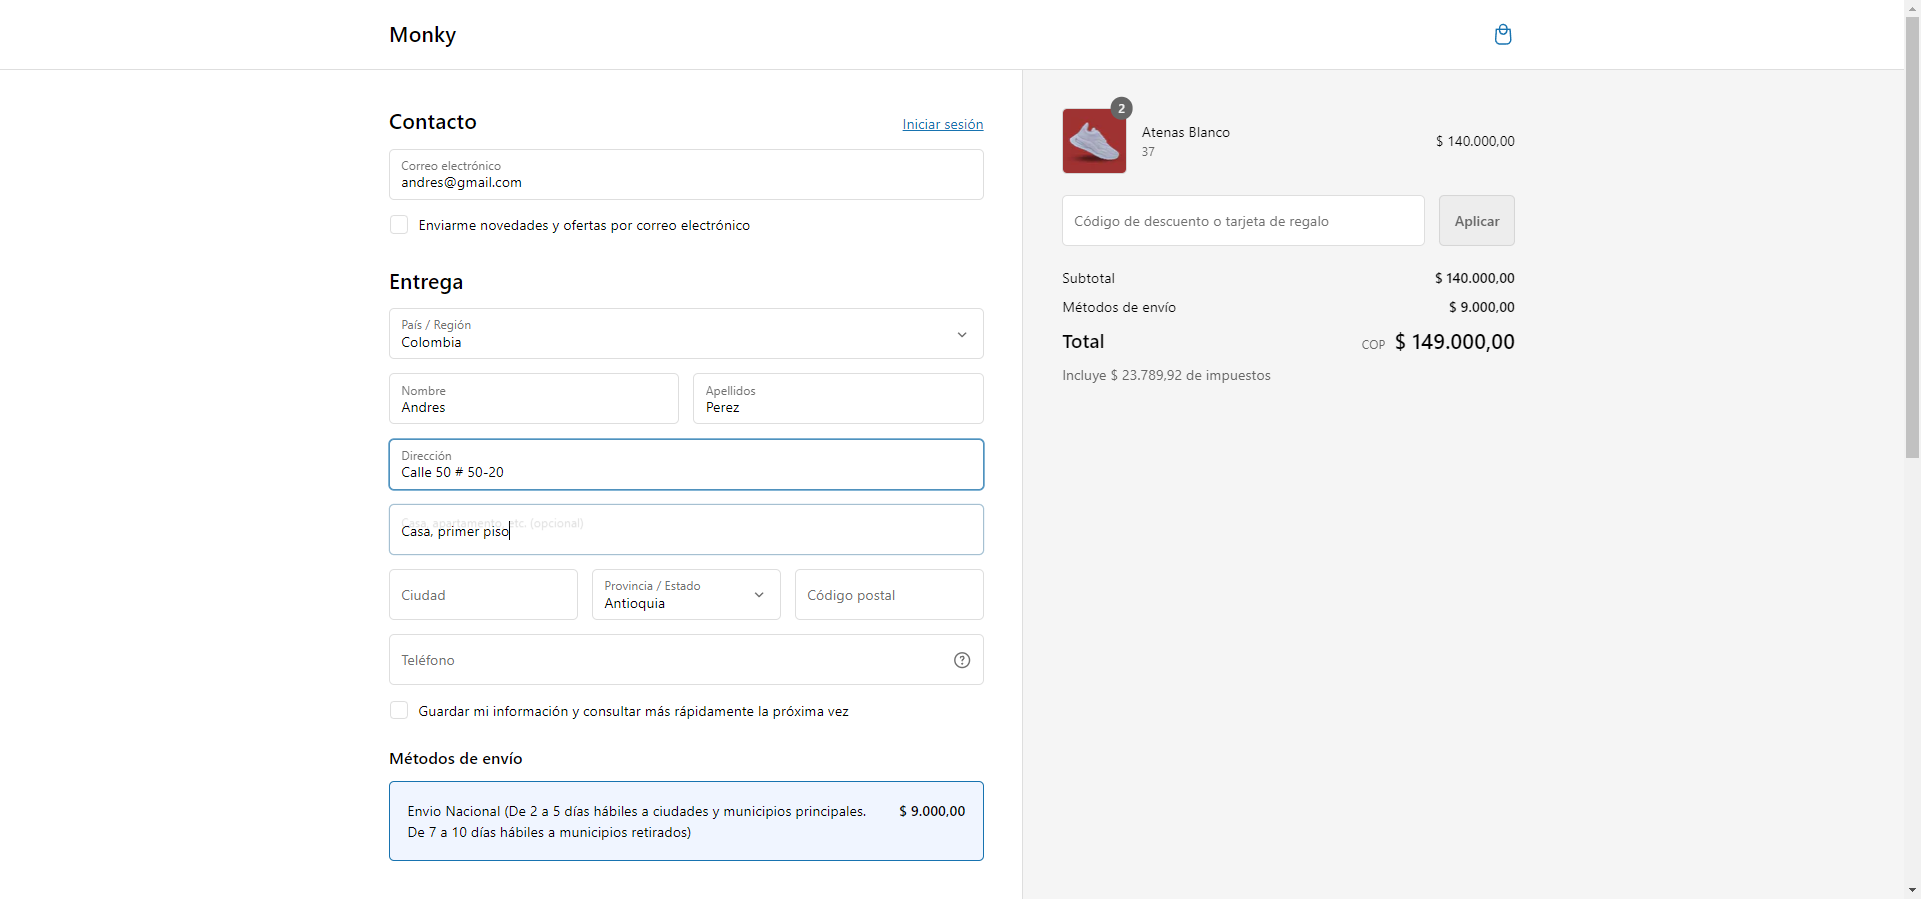 Monky
Contacto
Iniciar sesión
Correo electrónico
andres@gmail.com
Enviarme novedades y ofertas por correo electrónico
Entrega
País / Región
Colombia
Nombre
Andres
Apellidos
Perez
Dirección
Calle 50 # 50-20
Casa, apartamento, etc. (opcional)
Casa, primer piso
Ciudad
Provincia / Estado
Antioquia
Código postal
Teléfono
Guardar mi información y consultar más rápidamente la próxima vez
Métodos de envío
Envio Nacional (De 2 a 5 días hábiles a ciudades y municipios principales. $ 9.000,00
De 7 a 10 días hábiles a municipios retirados)
2
Atenas Blanco
37
$ 140.000,00
Código de descuento o tarjeta de regalo
Aplicar
Subtotal $ 140.000,00
Métodos de envío $ 9.000,00
Total COP $ 149.000,00
Incluye $ 23.789,92 de impuestos